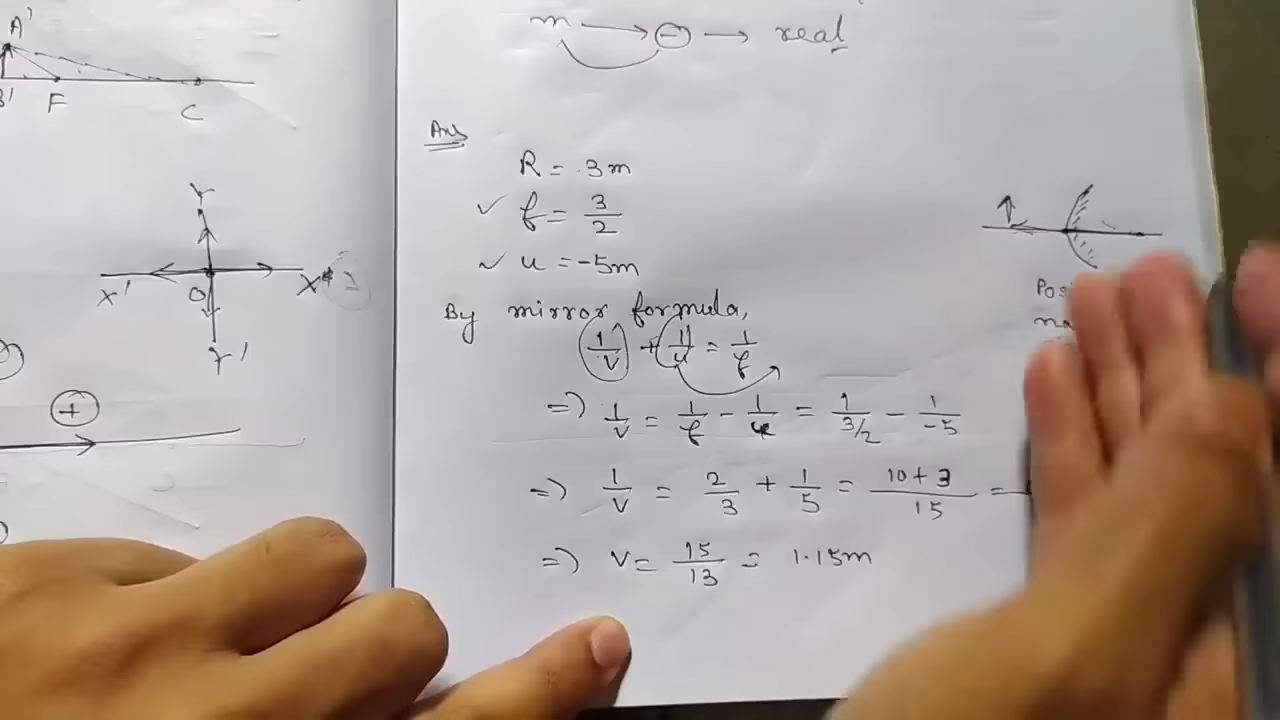 A'
B' F C
Y
X' O X
Y'
+
m → - → real
Ans
R = 3m
✓ f = 3/2
✓ u = -5m
By mirror formula,
1/v + 1/u = 1/f
=) 1/v = 1/f - 1/u = 1/3/2 - 1/-5
=) 1/v = 2/3 + 1/5 = 10+3/15 =
=) v = 15/13 = 1.15m